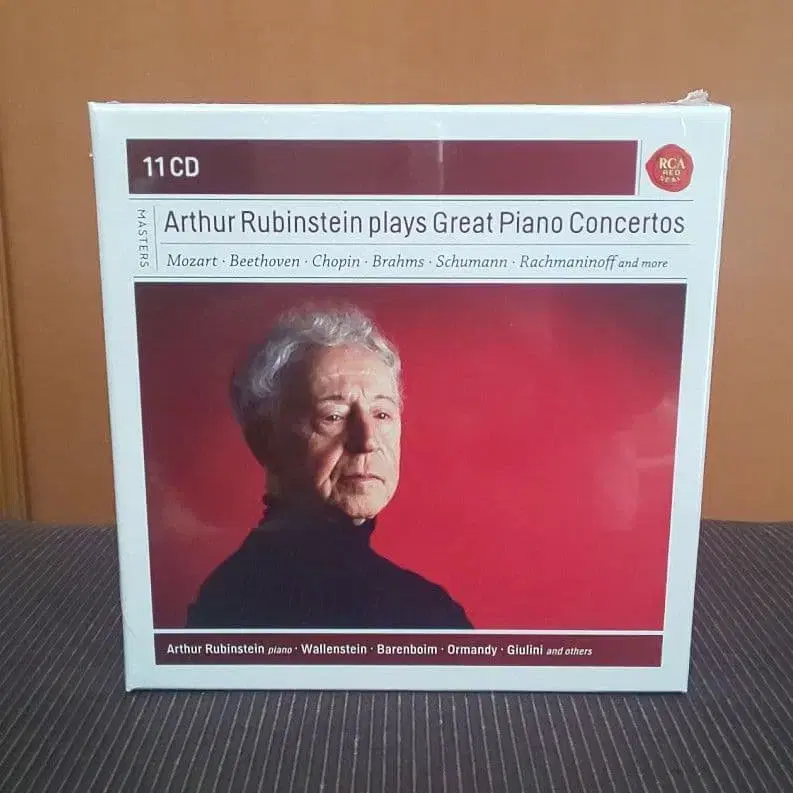 11 CD
RCA
RED
SEAL
MASTERS
Arthur Rubinstein plays Great Piano Concertos
Mozart · Beethoven · Chopin · Brahms · Schumann · Rachmaninoff and more
Arthur Rubinstein piano · Wallenstein · Barenboim · Ormandy · Giulini and others